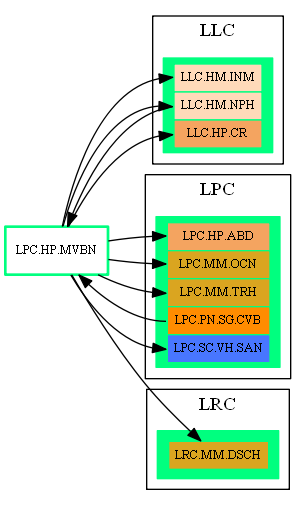 LLC
LLC.HM.INM
LLC.HM.NPH
LLC.HP.CR
LPC
LPC.HP.MVBN
LPC.HP.ABD
LPC.MM.OCN
LPC.MM.TRH
LPC.PN.SG.CVB
LPC.SC.VH.SAN
LRC
LRC.MM.DSCH